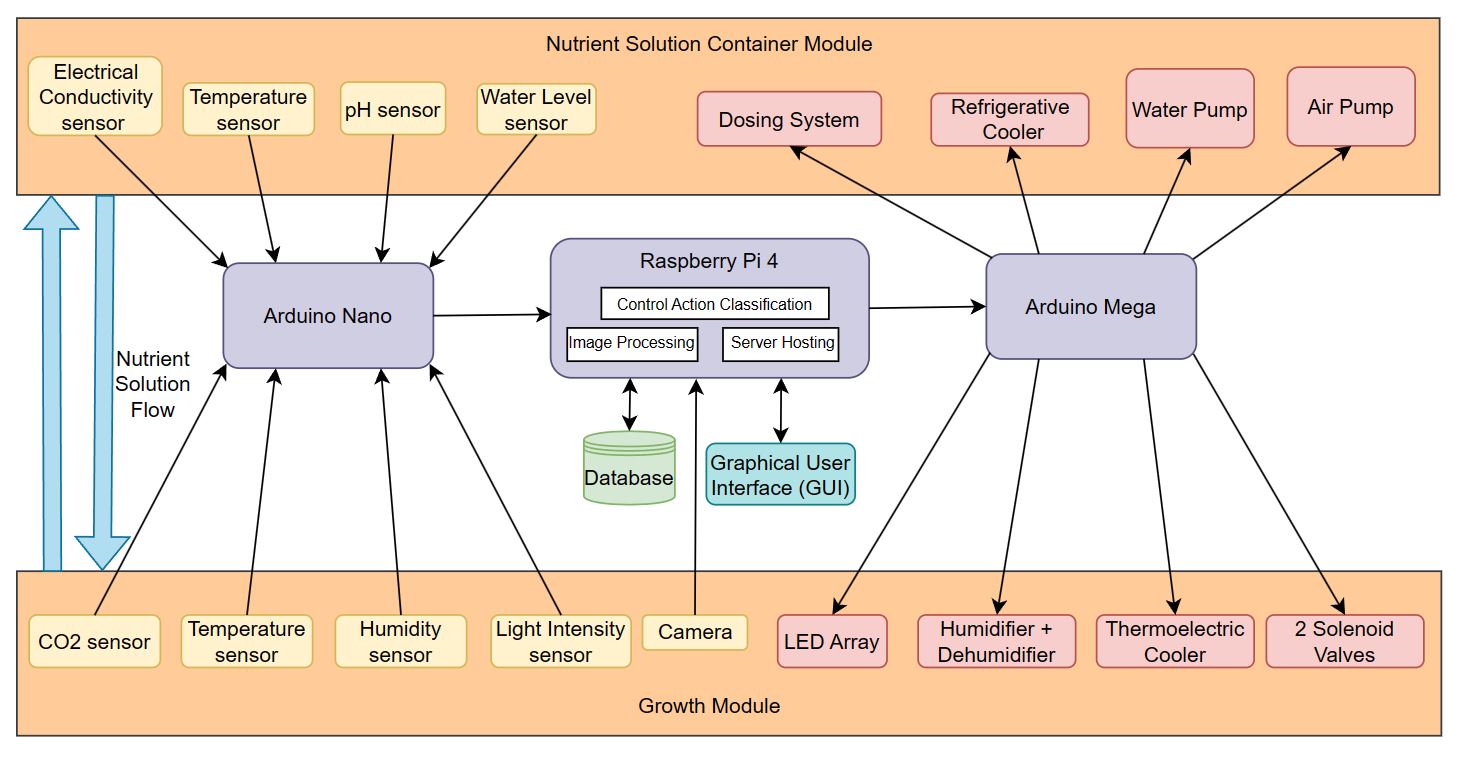 Nutrient Solution Container Module
Electrical
Conductivity
sensor
Temperature
sensor
pH sensor
Water Level
sensor
Dosing System
Refrigerative
Cooler
Water Pump
Air Pump
Arduino Nano
Raspberry Pi 4
Control Action Classification
Image Processing
Server Hosting
Arduino Mega
Nutrient
Solution
Flow
Database
Graphical User
Interface (GUI)
CO2 sensor
Temperature
sensor
Humidity
sensor
Light Intensity
sensor
Camera
LED Array
Humidifier +
Dehumidifier
Thermoelectric
Cooler
2 Solenoid
Valves
Growth Module